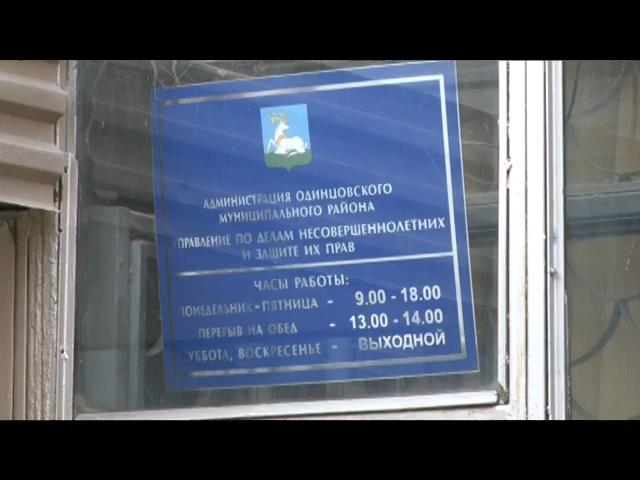 АДМИНИСТРАЦИЯ ОДИНЦОВСКОГО
МУНИЦИПАЛЬНОГО РАЙОНА
ПРАВЛЕНИЕ ПО ДЕЛАМ НЕСОВЕРШЕННОЛЕТНИХ
И ЗАЩИТЕ ИХ ПРАВ
ЧАСЫ РАБОТЫ:
ПОНЕДЕЛЬНИК - ПЯТНИЦА - 9.00 - 18.00
ПЕРЕРЫВ НА ОБЕД - 13.00 - 14.00
УББОТА, ВОСКРЕСЕНЬЕ - ВЫХОДНОЙ